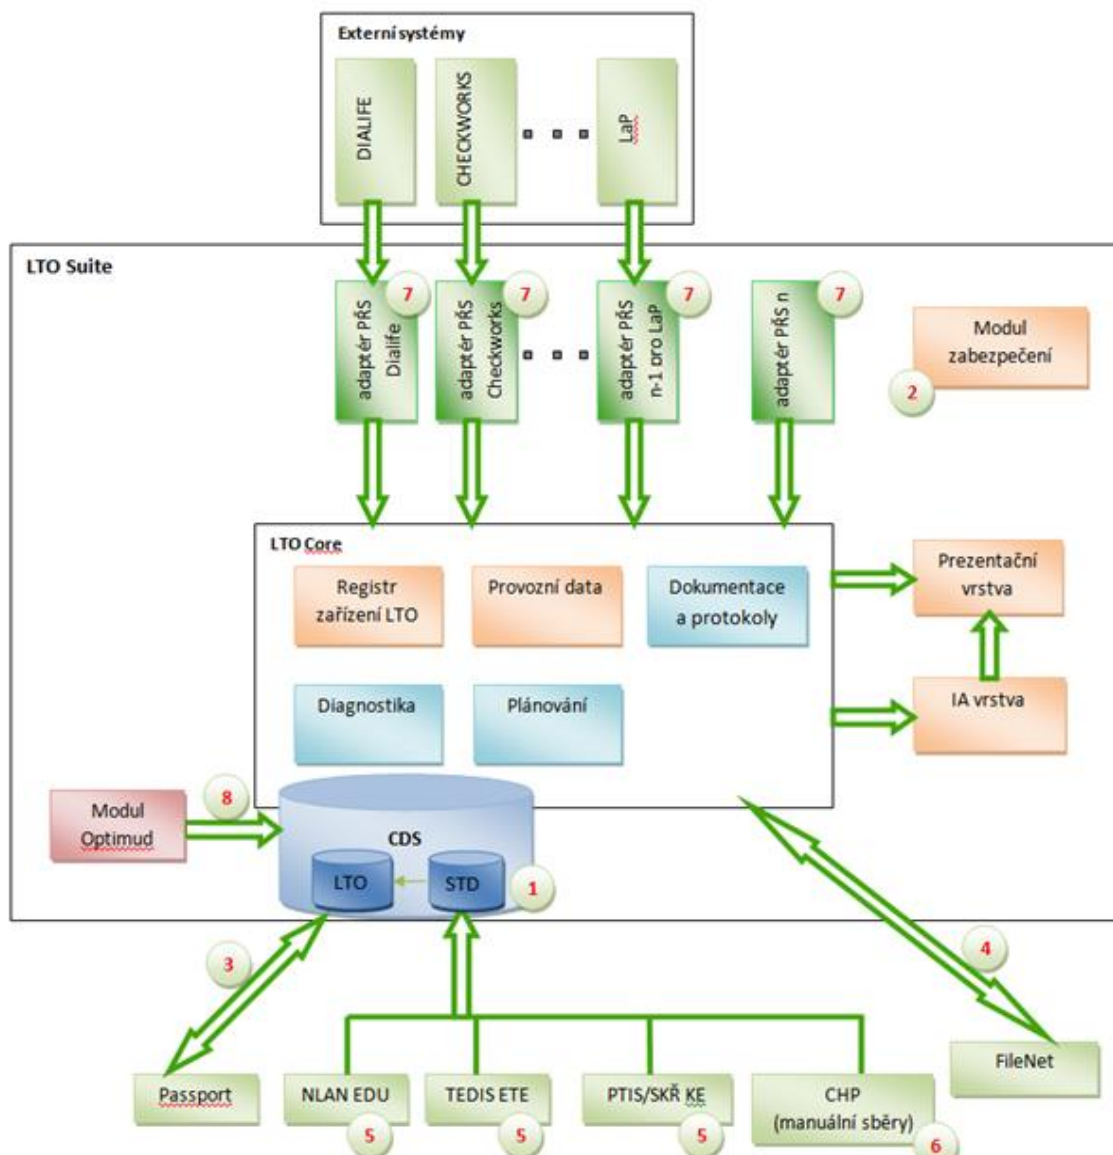 Externí systémy
DIALIFE
CHECKWORKS
LaP
LTO Suite
7
7
7
7
adaptér PŘS
Dialife
adaptér PŘS
Checkworks
adaptér PŘS
n-1 pro LaP
adaptér PŘS n
Modul
zabezpečení
2
LTO Core
Registr
zařízení LTO
Provozní data
Dokumentace
a protokoly
Prezentační
vrstva
Diagnostika
Plánování
IA vrstva
Modul
Optimud
8
CDS
LTO
STD
1
3
4
Passport
NLAN EDU
TEDIS ETE
PTIS/SKŘ KE
CHP
(manuální sběry)
FileNet
5
5
5
6